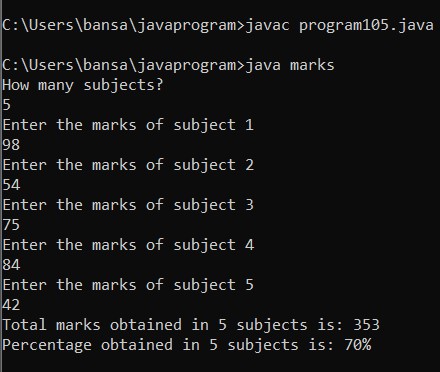 C:\Users\bansa\javaprogram>javac program105.java
C:\Users\bansa\javaprogram>java marks
How many subjects?
5
Enter the marks of subject 1
98
Enter the marks of subject 2
54
Enter the marks of subject 3
75
Enter the marks of subject 4
84
Enter the marks of subject 5
42
Total marks obtained in 5 subjects is: 353
Percentage obtained in 5 subjects is: 70%